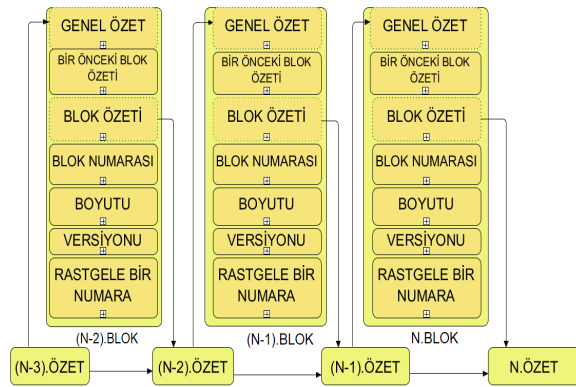 GENEL ÖZET
BİR ÖNCEKİ BLOK
ÖZETİ
BLOK ÖZETİ
BLOK NUMARASI
BOYUTU
VERSİYONU
RASTGELE BİR
NUMARA
(N-2).BLOK
GENEL ÖZET
BİR ÖNCEKİ BLOK
ÖZETİ
BLOK ÖZETİ
BLOK NUMARASI
BOYUTU
VERSİYONU
RASTGELE BİR
NUMARA
(N-1).BLOK
GENEL ÖZET
BİR ÖNCEKİ BLOK
ÖZETİ
BLOK ÖZETİ
BLOK NUMARASI
BOYUTU
VERSİYONU
RASTGELE BİR
NUMARA
N.BLOK
(N-3).ÖZET
(N-2).ÖZET
(N-1).ÖZET
N.ÖZET